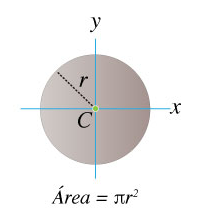 y
r
x
C
Área = πr²